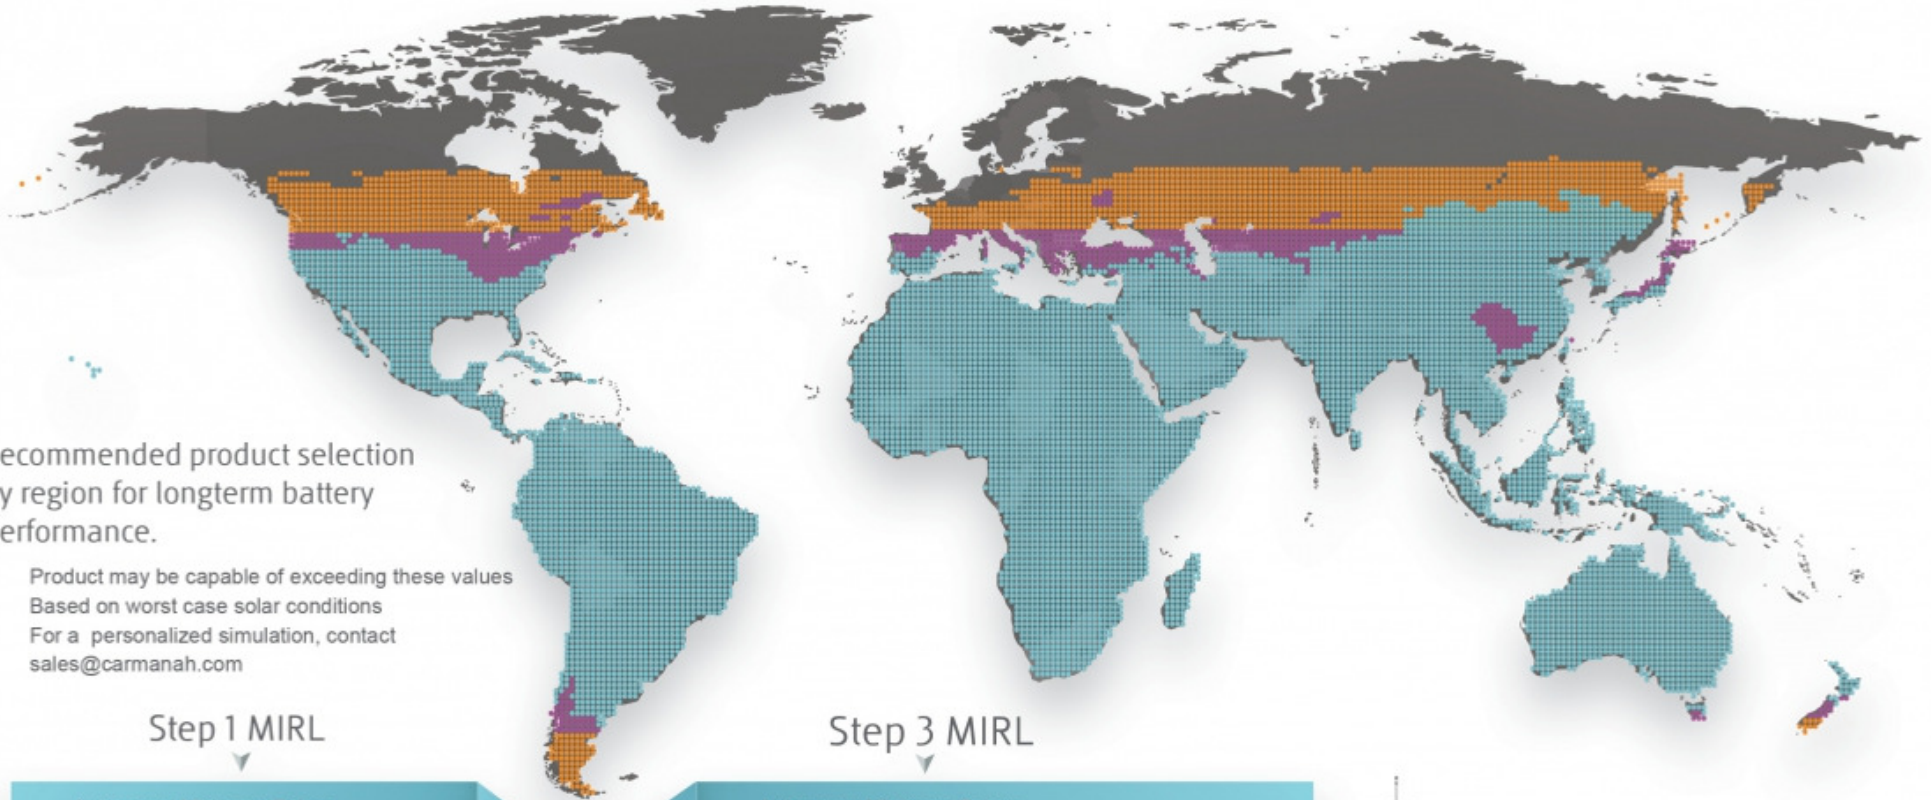 ecommended product selection
y region for longterm battery
erformance.
Product may be capable of exceeding these values
Based on worst case solar conditions
For a personalized simulation, contact
sales@carmanah.com
Step 1 MIRL
Step 3 MIRL